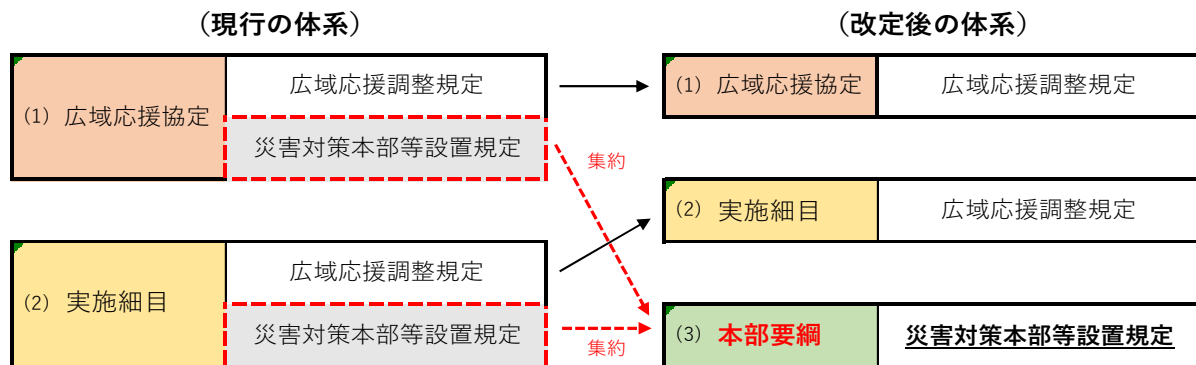 （現行の体系）
(1) 広域応援協定
広域応援調整規定
災害対策本部等設置規定
(2) 実施細目
広域応援調整規定
災害対策本部等設置規定
集約
集約
（改定後の体系）
(1) 広域応援協定
広域応援調整規定
(2) 実施細目
広域応援調整規定
(3) 本部要綱
災害対策本部等設置規定